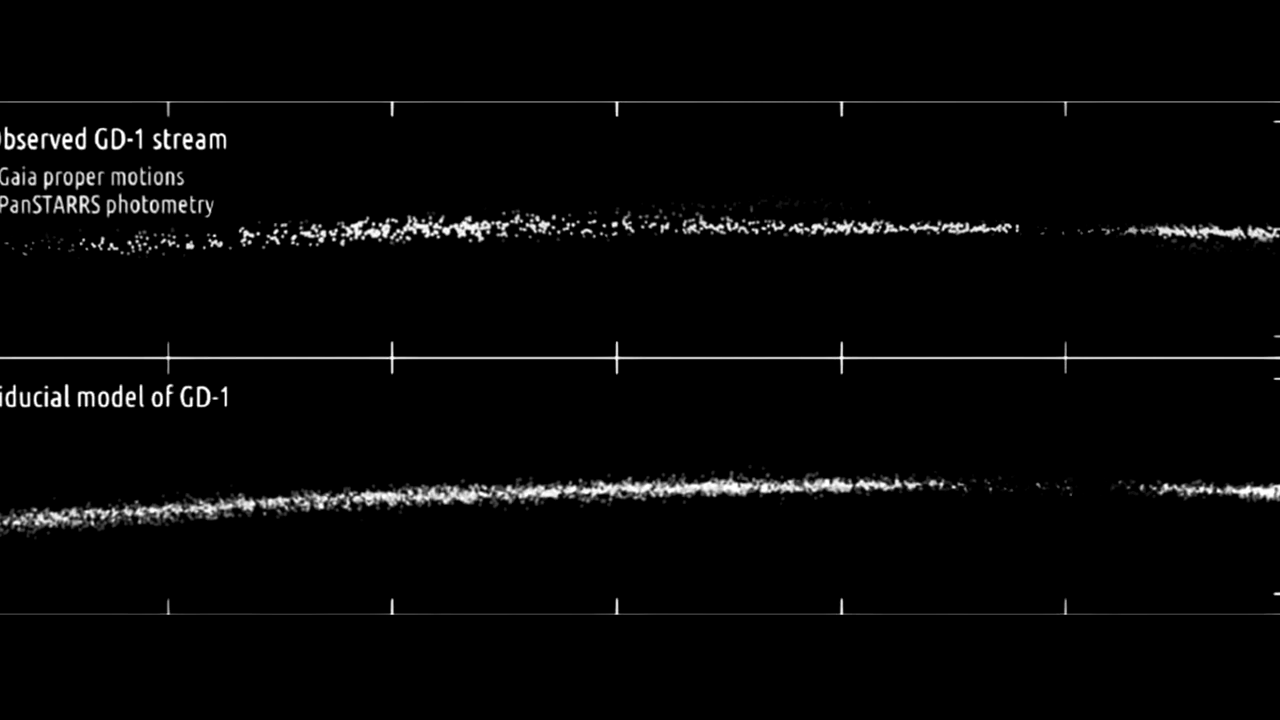 bserved GD-1 stream
Gaia proper motions
PanSTARRS photometry
iducial model of GD-1